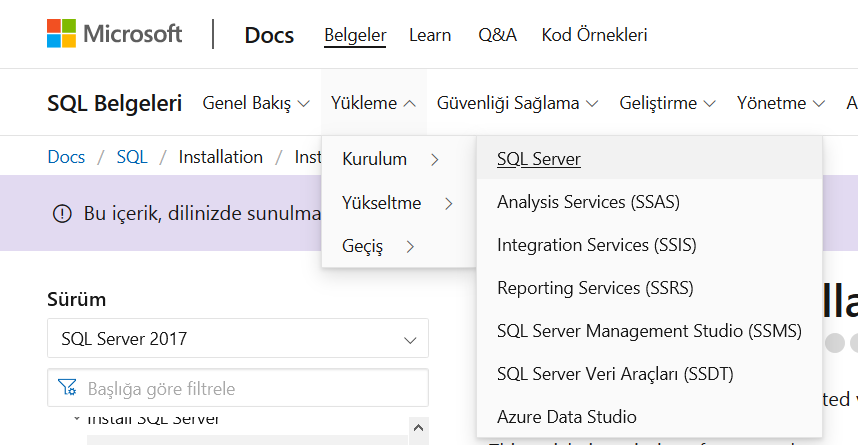 Microsoft Docs Belgeler Learn Q&A Kod Örnekleri
SQL Belgeleri Genel Bakış Yükleme Güvenliği Sağlama Geliştirme Yönetme A
Docs / SQL / Installation / Inst
Kurulum
Yükseltme
Geçiş
SQL Server
Analysis Services (SSAS)
Integration Services (SSIS)
Reporting Services (SSRS)
SQL Server Management Studio (SSMS)
SQL Server Veri Araçları (SSDT)
Azure Data Studio
Bu içerik, dilinizde sunulma
Sürüm
SQL Server 2017
Başlığa göre filtrele
Install SQL Server